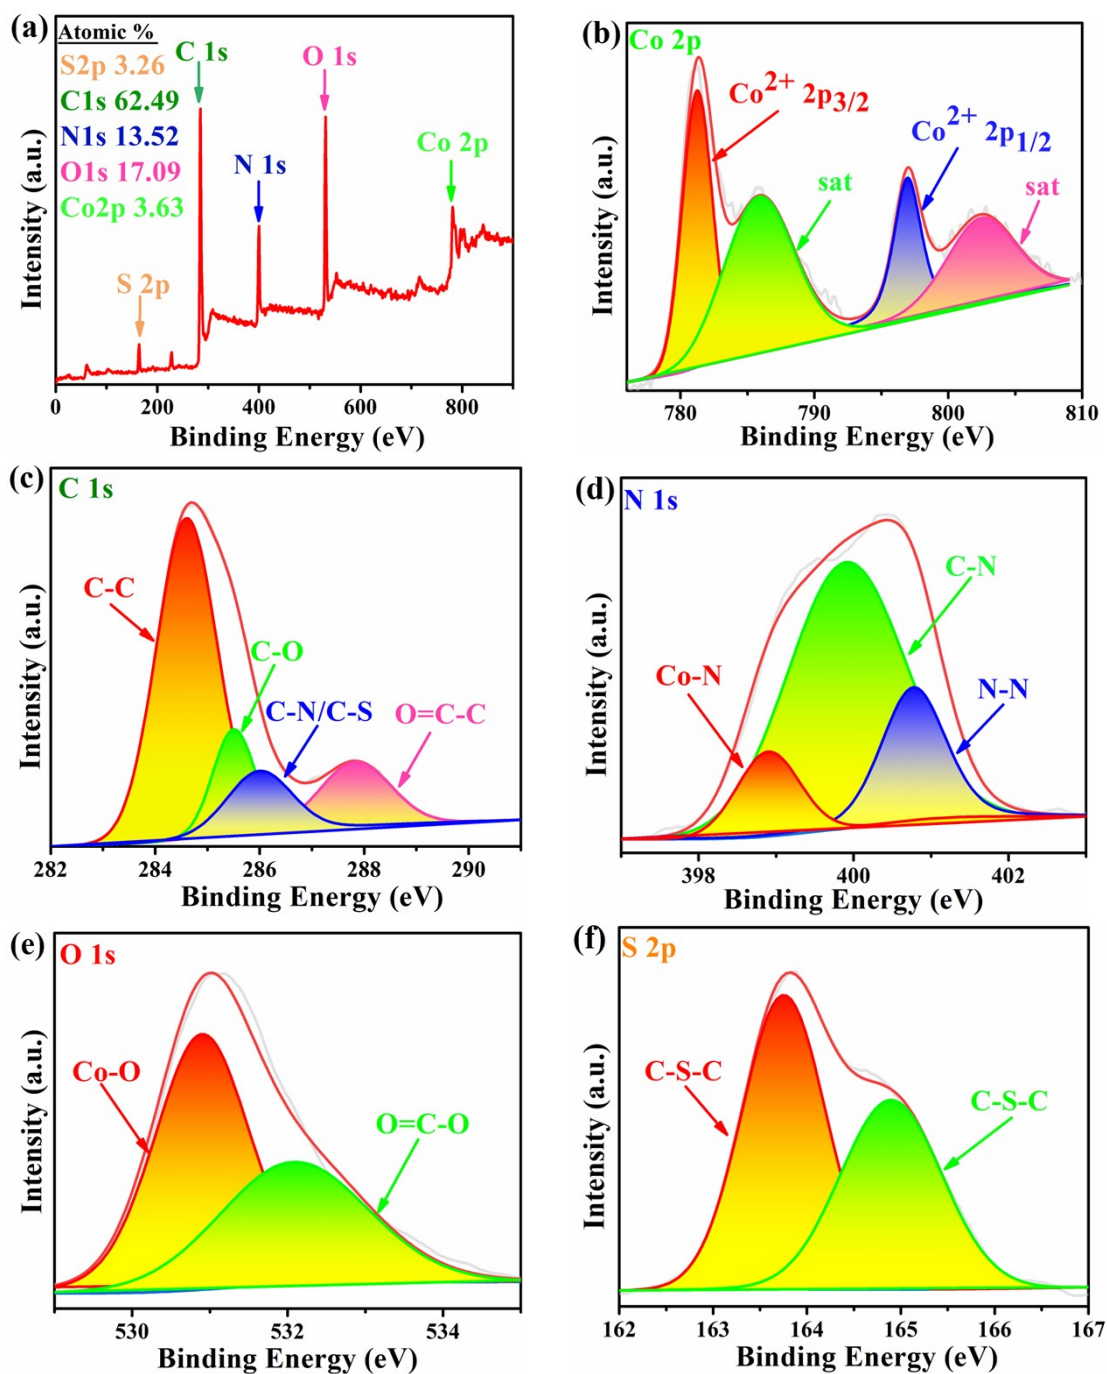 (a)
Atomic %
S2p 3.26
C1s 62.49
N1s 13.52
O1s 17.09
Co2p 3.63
C 1s
O 1s
N 1s
Co 2p
S 2p
Intensity (a.u.)
0 200 400 600 800
Binding Energy (eV)
(b)
Co 2p
Co2+ 2p3/2
Co2+ 2p1/2
sat
sat
Intensity (a.u.)
780 790 800 810
Binding Energy (eV)
(c)
C 1s
C-C
C-O
C-N/C-S
O=C-C
Intensity (a.u.)
282 284 286 288 290
Binding Energy (eV)
(d)
N 1s
C-N
Co-N
N-N
Intensity (a.u.)
398 400 402
Binding Energy (eV)
(e)
O 1s
Co-O
O=C-O
Intensity (a.u.)
530 532 534
Binding Energy (eV)
(f)
S 2p
C-S-C
C-S-C
Intensity (a.u.)
162 163 164 165 166 167
Binding Energy (eV)